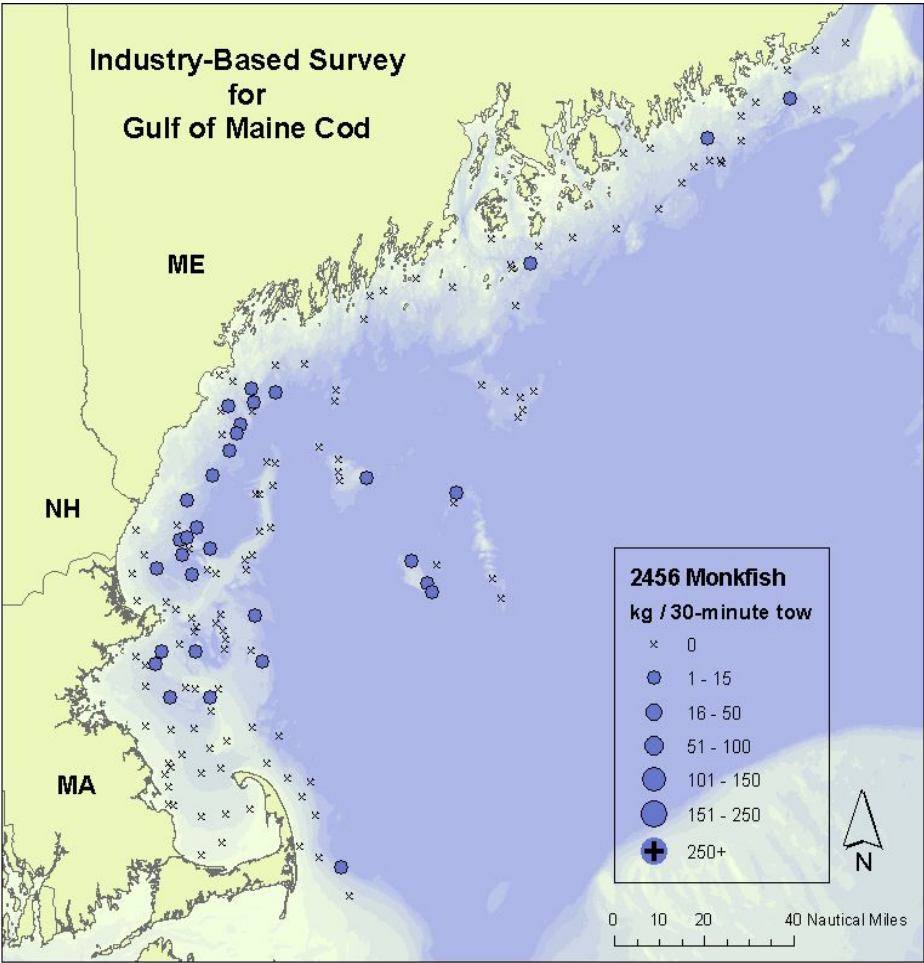 Industry-Based Survey
for
Gulf of Maine Cod
ME
NH
MA
2456 Monkfish
kg / 30-minute tow
0
1 - 15
16 - 50
51 - 100
101 - 150
151 - 250
250+
N
0 10 20 40 Nautical Miles